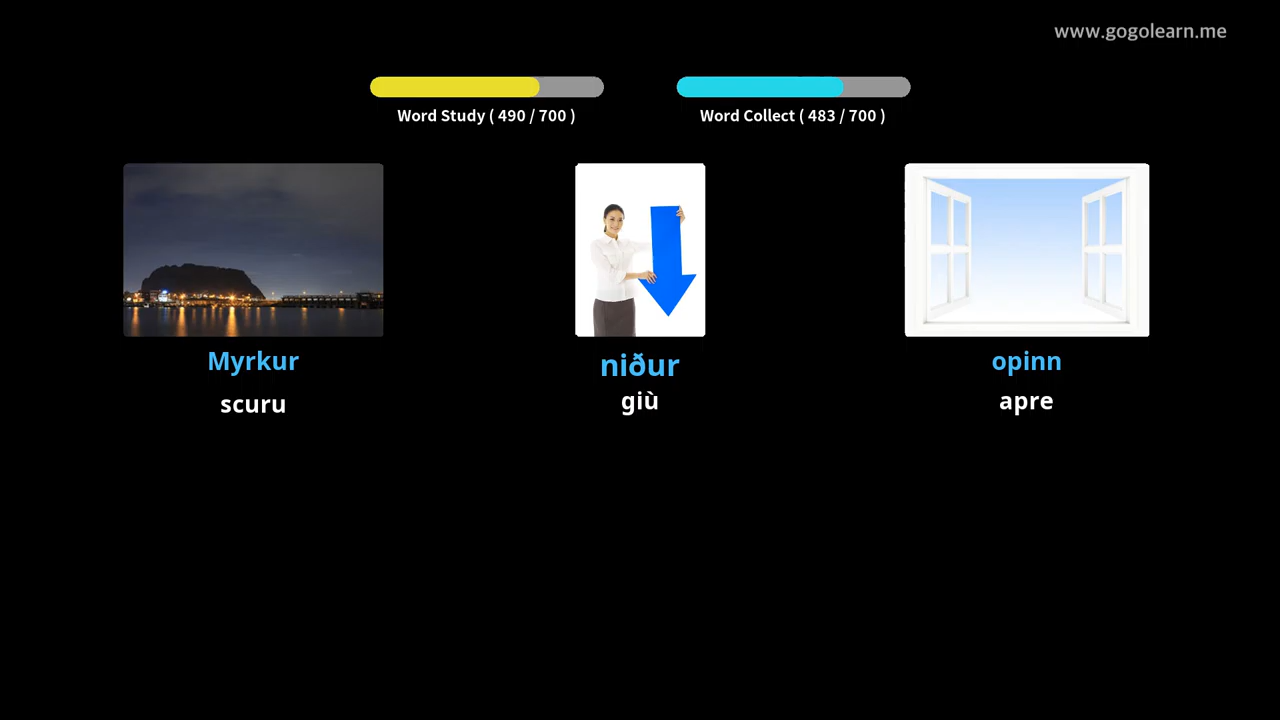 www.gogolearn.me
Word Study ( 490 / 700 )
Word Collect ( 483 / 700 )
Myrkur
niður
opinn
scuru
giù
apre